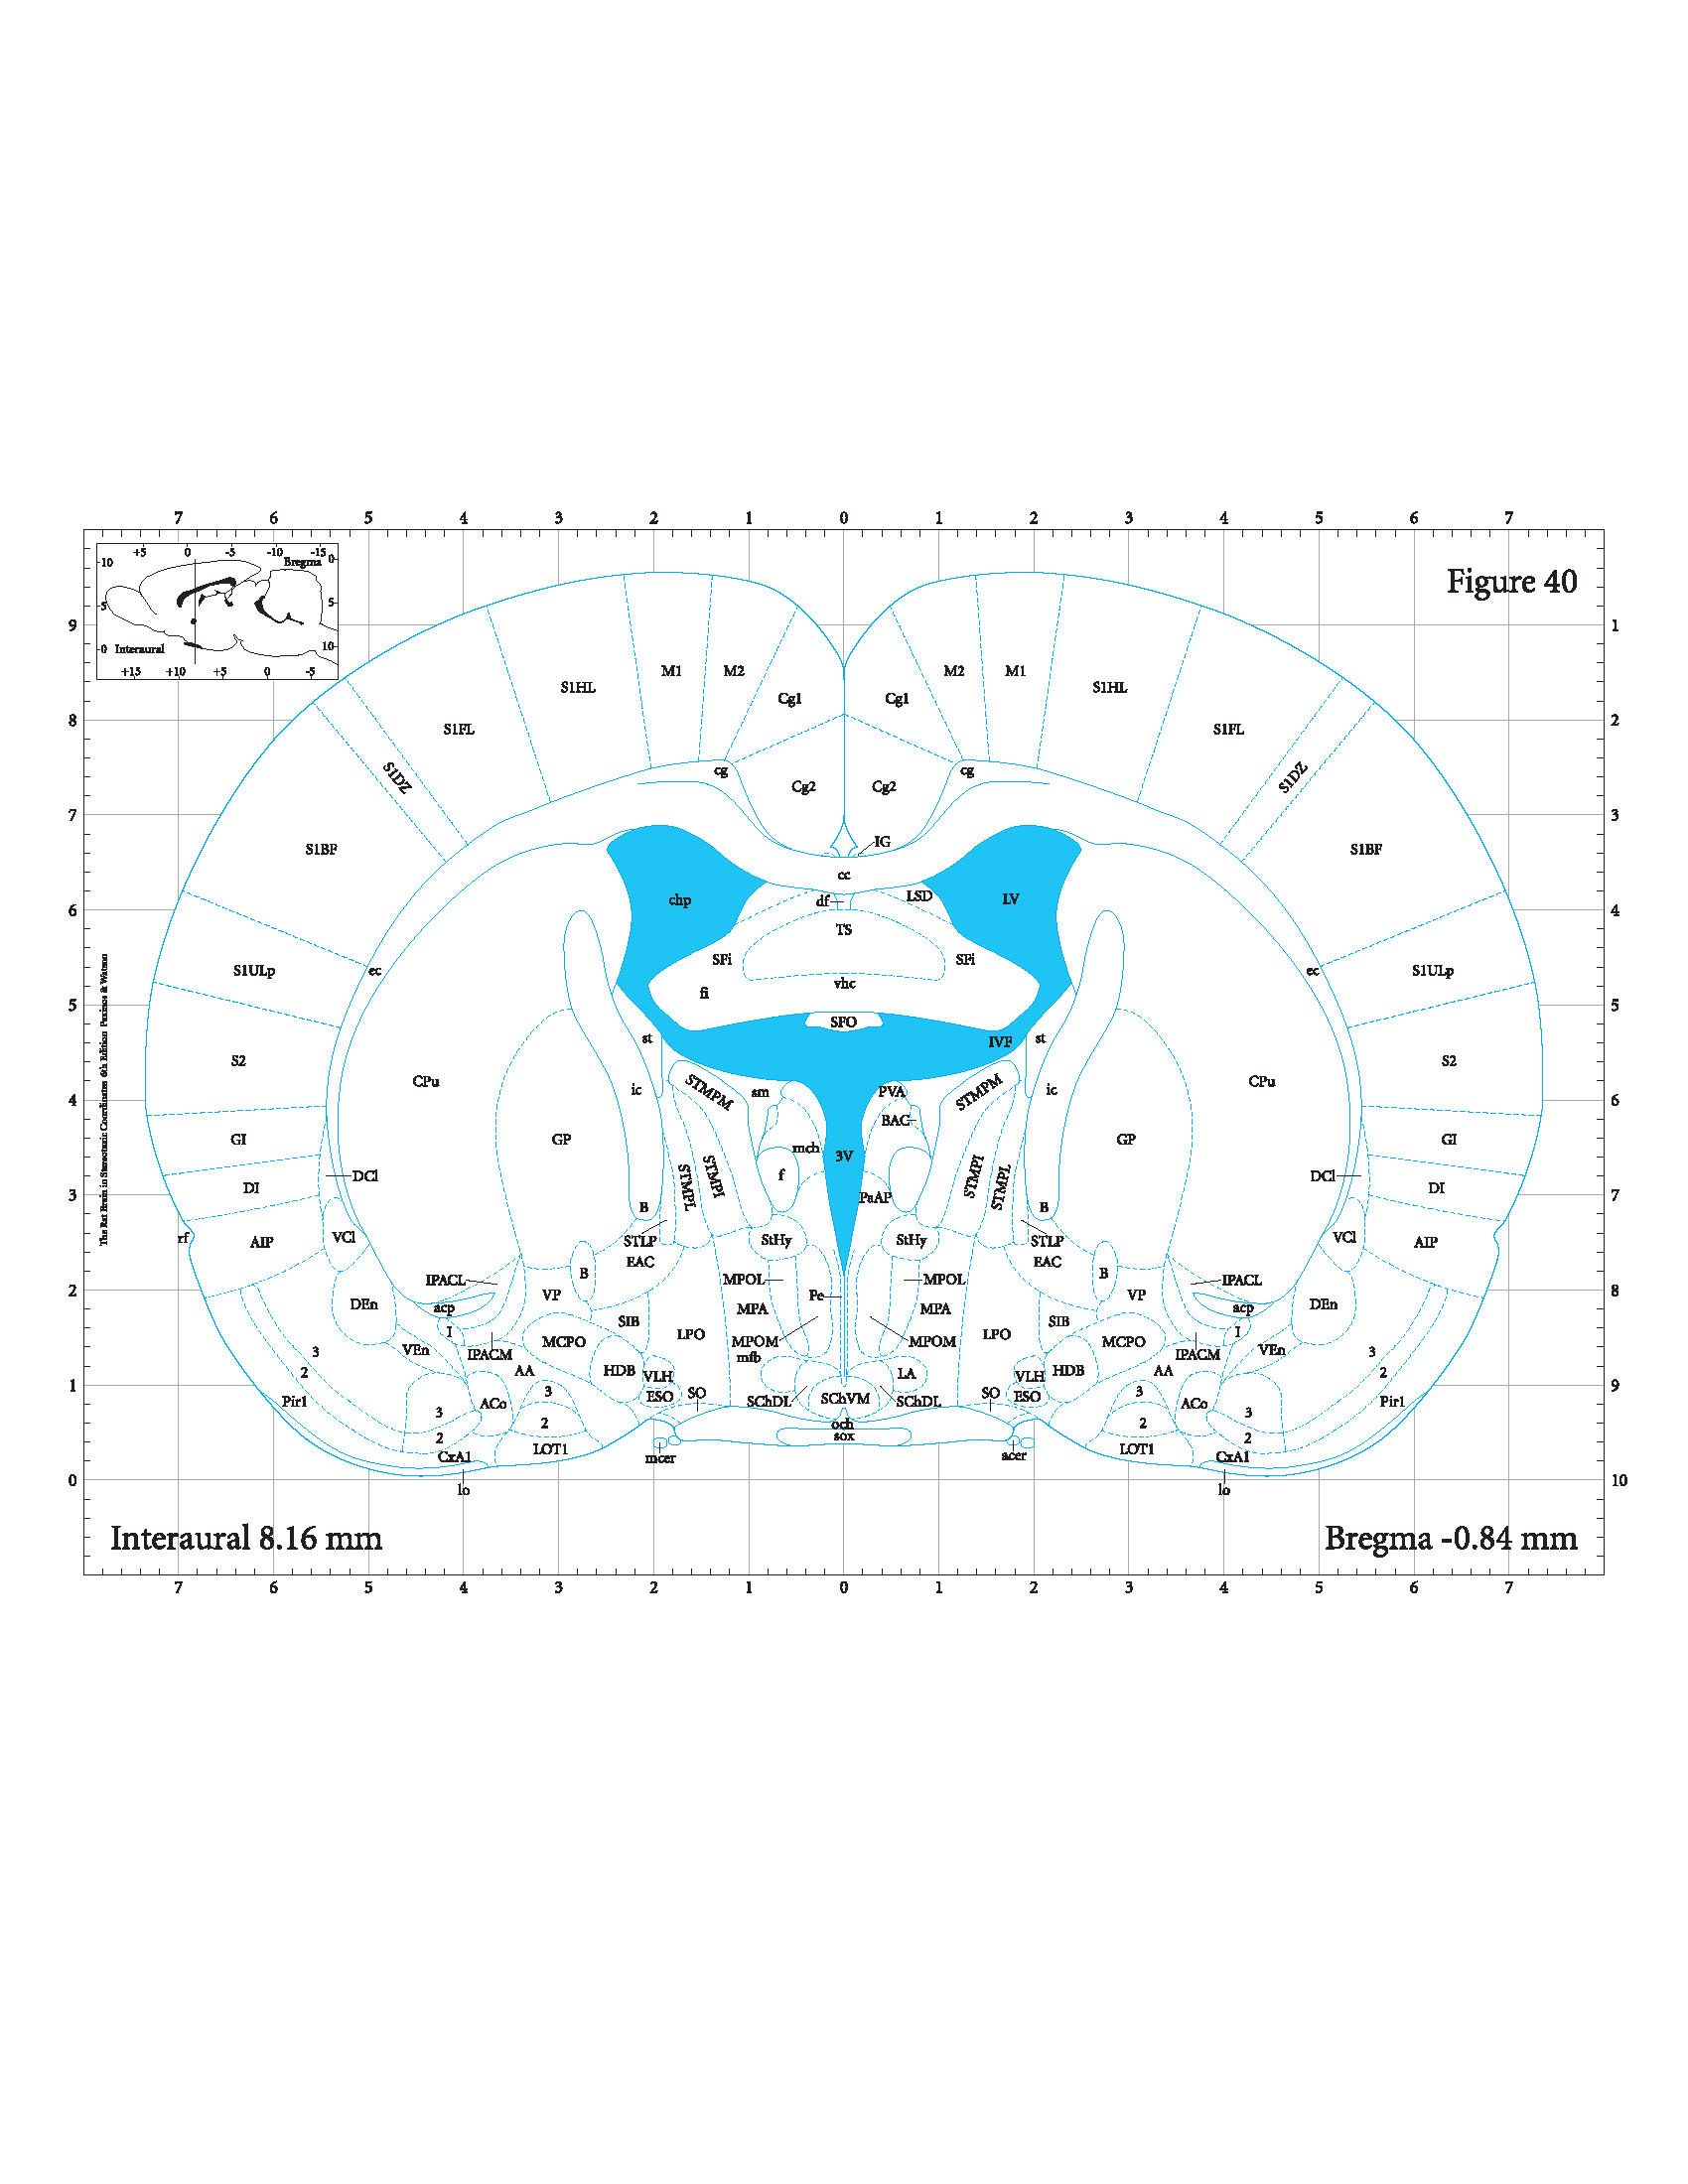 7 6 5 4 3 2 1 0 1 2 3 4 5 6 7
+5 0 -5 -10 -15
Bregma 0
10
5 5
0 Interaural 10
+15 +10 +5 0 -5
Figure 40
9 1
M1 M2 M2 M1
S1HL Cg1 Cg1 S1HL
8 2
S1FL S1FL
S1DZ cg cg S1DZ
Cg2 Cg2
7 3
S1BF IG S1BF
cc
6 chp df LSD LV 4
TS
S1ULp ec SFi SFi ec S1ULp
fi vhc
5 5
SFO
st IVF st
S2 S2
CPu ic STMPM sm PVA STMPM ic CPu
4 6
BAC
GI GP mch 3V GP GI
DCl STMPL STMPI f STMPI STMPL DCl
DI DI
3 PaAP 7
B B
rf AIP VCl STLP StHy StHy STLP VCl AIP
EAC EAC
IPACL B MPOL MPOL B IPACL
2 8
VP Pe VP
DEn acp MPA MPA acp DEn
SIB SIB
I MCPO LPO MPOM MPOM LPO MCPO I
3 VEn IPACM mfb IPACM VEn 3
2 AA HDB VLH LA VLH HDB AA 2
1 9
Pir1 ACo 3 ESO SO SChDL SChVM SChDL SO ESO 3 ACo Pir1
3 2 och 2 3
2 LOT1 sox LOT1 2
CxA1 mcer acer CxA1
0 10
lo lo
Interaural 8.16 mm Bregma -0.84 mm
7 6 5 4 3 2 1 0 1 2 3 4 5 6 7
The Rat Brain in Stereotaxic Coordinates 6th Edition Paxinos & Watson